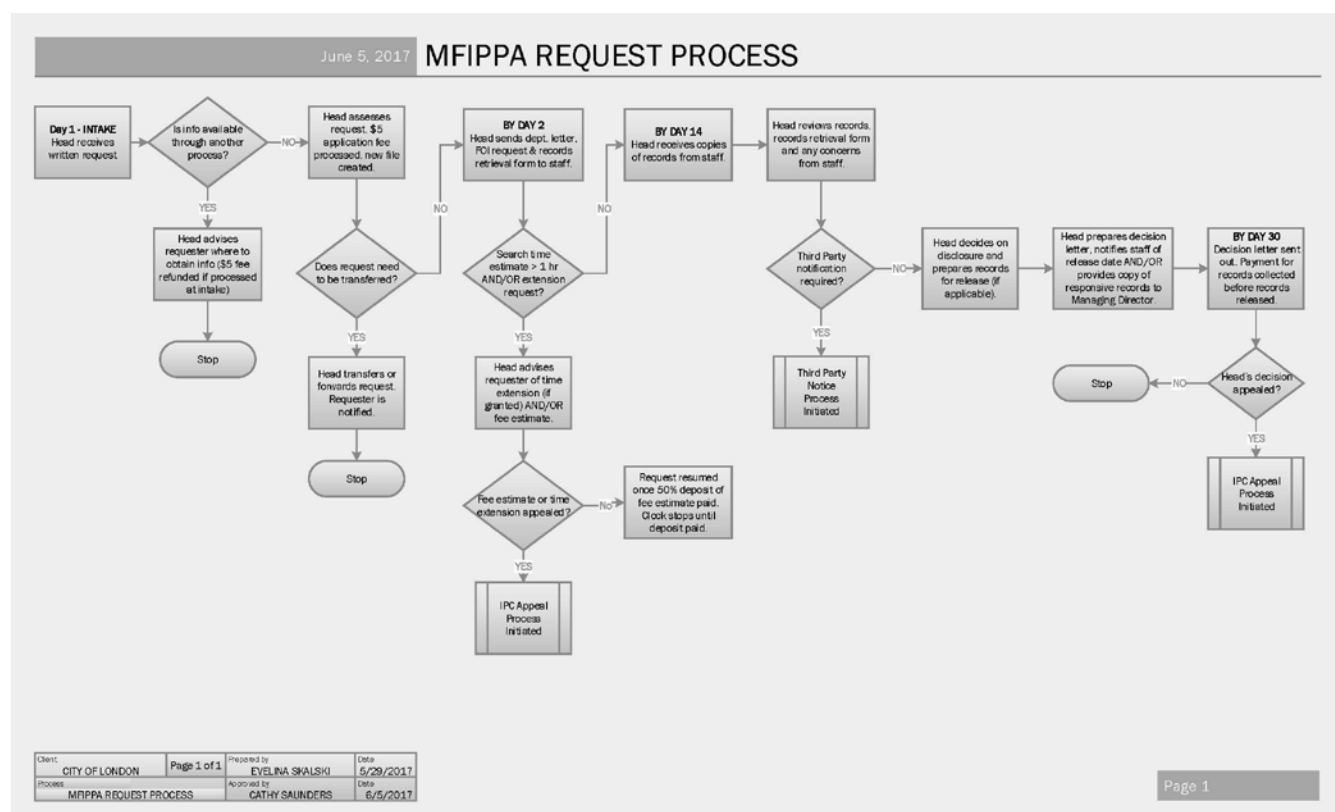 June 5, 2017
MFIPPA REQUEST PROCESS
Day 1 - INTAKE
Head receives
written request
Is info available
through another
process?
NO
YES
Head advises
requester where to
obtain info ($5 fee
refunded if processed
at intake)
Stop
Head assesses
request, $5
application fee
processed, new file
created.
Does request need
to be transferred?
NO
YES
Head transfers or
forwards request.
Requester is
notified.
Stop
BY DAY 2
Head sends dept. letter,
FOI request & records
retrieval form to staff.
Search time
estimate > 1 hr
AND/OR extension
request?
NO
YES
Head advises
requester of time
extension (if
granted) AND/OR
fee estimate.
Fee estimate or time
extension appealed?
No
YES
Request resumed
once 50% deposit of
fee estimate paid.
Clock stops until
deposit paid.
IPC Appeal
Process
Initiated
BY DAY 14
Head receives copies
of records from staff.
Head reviews records,
records retrieval form
and any concerns
from staff.
Third Party
notification
required?
NO
YES
Third Party
Notice
Process
Initiated
Head decides on
disclosure and
prepares records
for release (if
applicable).
Head prepares decision
letter, notifies staff of
release date AND/OR
provides copy of
responsive records to
Managing Director.
BY DAY 30
Decision letter sent
out. Payment for
records collected
before records
released.
Head's decision
appealed?
NO
Stop
YES
IPC Appeal
Process
Initiated
Client
CITY OF LONDON
Page 1 of 1
Prepared by
EVELINA SKALSKI
Date
5/29/2017
Process
MFIPPA REQUEST PROCESS
Approved by
CATHY SAUNDERS
Date
6/5/2017
Page 1